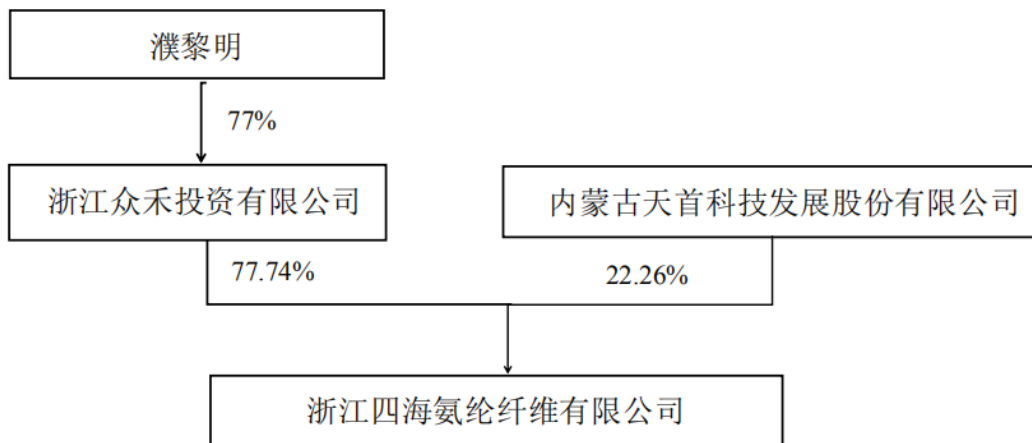 濮黎明
77%
浙江众禾投资有限公司
内蒙古天首科技发展股份有限公司
77.74%
22.26%
浙江四海氨纶纤维有限公司